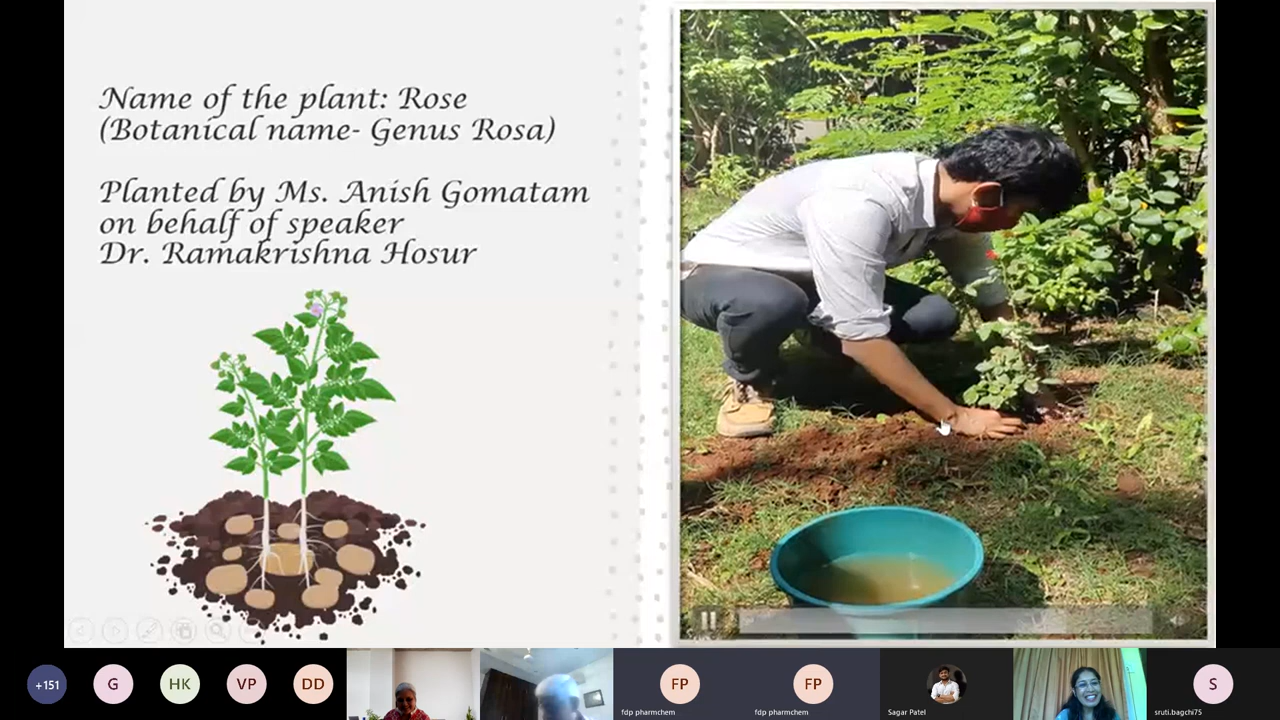 Name of the plant: Rose
(Botanical name- Genus Rosa)
Planted by Ms. Anish Gomatam
on behalf of speaker
Dr. Ramakrishna Hosur
+151
G
HK
VP
DD
FP
fdp pharmchem
FP
fdp pharmchem
Sagar Patel
S
sruti.bagchi75